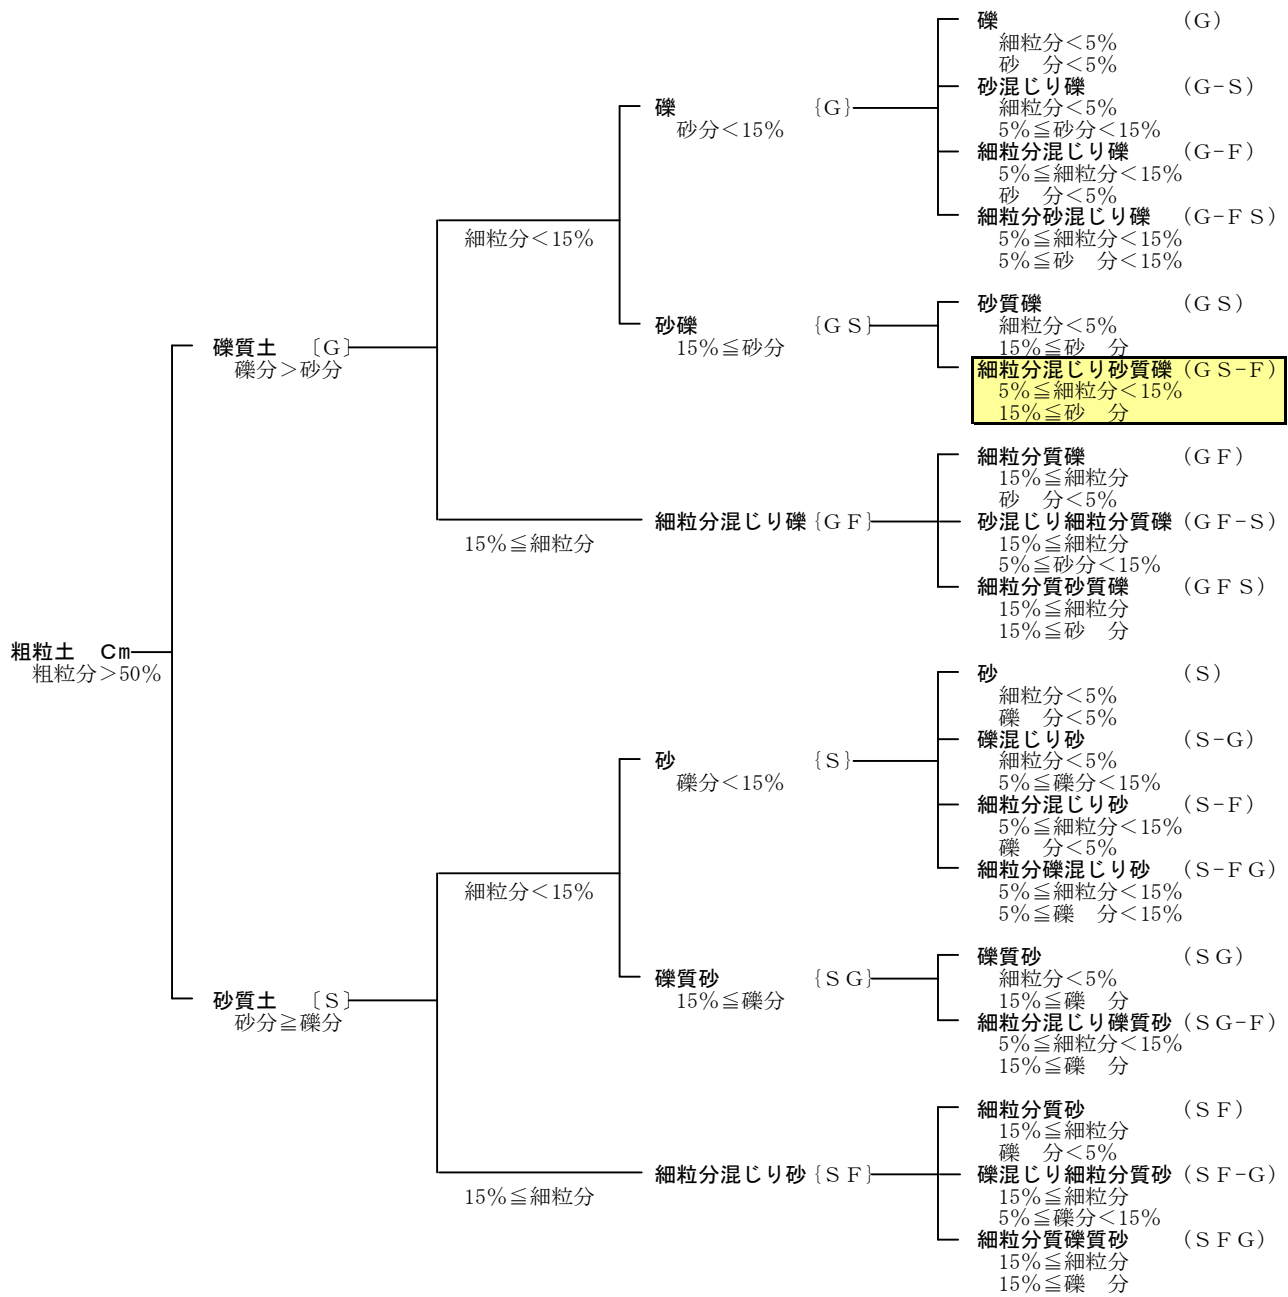 粗粒土　Cm
粗粒分＞50%
礫質土　〔G〕
礫分＞砂分
細粒分＜15%
礫　{G}
砂分＜15%
礫　（G）
細粒分＜5%
砂　分＜5%
砂混じり礫　（G-S）
細粒分＜5%
5%≦砂分＜15%
細粒分混じり礫　（G-F）
5%≦細粒分＜15%
砂　分＜5%
細粒分砂混じり礫　（G-FS）
5%≦細粒分＜15%
5%≦砂　分＜15%
砂礫　{GS}
15%≦砂分
砂質礫　（GS）
細粒分＜5%
15%≦砂　分
細粒分混じり砂質礫（GS-F）
5%≦細粒分＜15%
15%≦砂　分
15%≦細粒分
細粒分混じり礫{GF}
細粒分質礫　（GF）
15%≦細粒分
砂　分＜5%
砂混じり細粒分質礫（GF-S）
15%≦細粒分
5%≦砂分＜15%
細粒分質砂質礫　（GFS）
15%≦細粒分
15%≦砂　分
砂質土　〔S〕
砂分≧礫分
細粒分＜15%
砂　{S}
礫分＜15%
砂　（S）
細粒分＜5%
礫　分＜5%
礫混じり砂　（S-G）
細粒分＜5%
5%≦礫分＜15%
細粒分混じり砂　（S-F）
5%≦細粒分＜15%
礫　分＜5%
細粒分礫混じり砂　（S-FG）
5%≦細粒分＜15%
5%≦礫　分＜15%
礫質砂　{SG}
15%≦礫分
礫質砂　（SG）
細粒分＜5%
15%≦礫　分
細粒分混じり礫質砂（SG-F）
5%≦細粒分＜15%
15%≦礫　分
15%≦細粒分
細粒分混じり砂{SF}
細粒分質砂　（SF）
15%≦細粒分
礫　分＜5%
礫混じり細粒分質砂（SF-G）
15%≦細粒分
5%≦礫分＜15%
細粒分質礫質砂　（SFG）
15%≦細粒分
15%≦礫　分